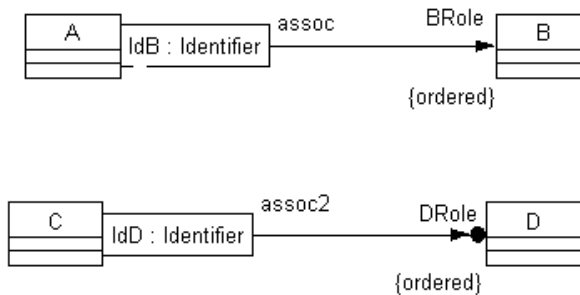 A
IdB : Identifier
assoc
BRole
B
{ordered}
C
IdD : Identifier
assoc2
DRole
D
{ordered}